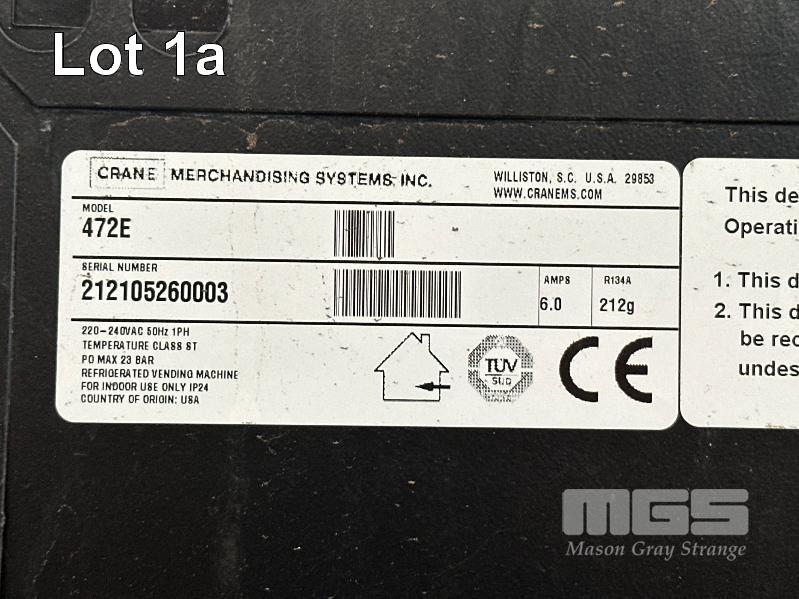 Lot 1a
CRANE MERCHANDISING SYSTEMS, INC.
WILLISTON, S.C. U.S.A. 29853
WWW.CRANEMS.COM
MODEL
472E
SERIAL NUMBER
212105260003
AMPS
6.0
R134A
212g
220-240VAC 50Hz 1PH
TEMPERATURE CLASS ST
PO MAX 23 BAR
REFRIGERATED VENDING MACHINE
FOR INDOOR USE ONLY IP24
COUNTRY OF ORIGIN: USA
TÜV
SÜD
CE
This de
Operati
1. This d
2. This d
be rec
undes
MGS
Mason Gray Strange